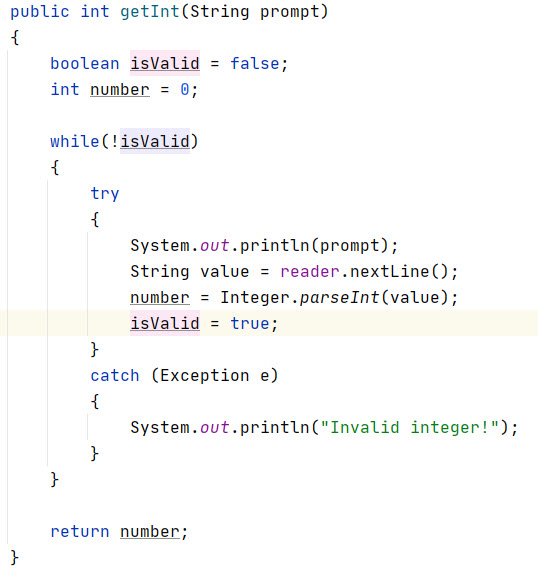 public int getInt(String prompt)
{
    boolean isValid = false;
    int number = 0;

    while(!isValid)
    {
        try
        {
            System.out.println(prompt);
            String value = reader.nextLine();
            number = Integer.parseInt(value);
            isValid = true;
        }
        catch (Exception e)
        {
            System.out.println("Invalid integer!");
        }
    }

    return number;
}